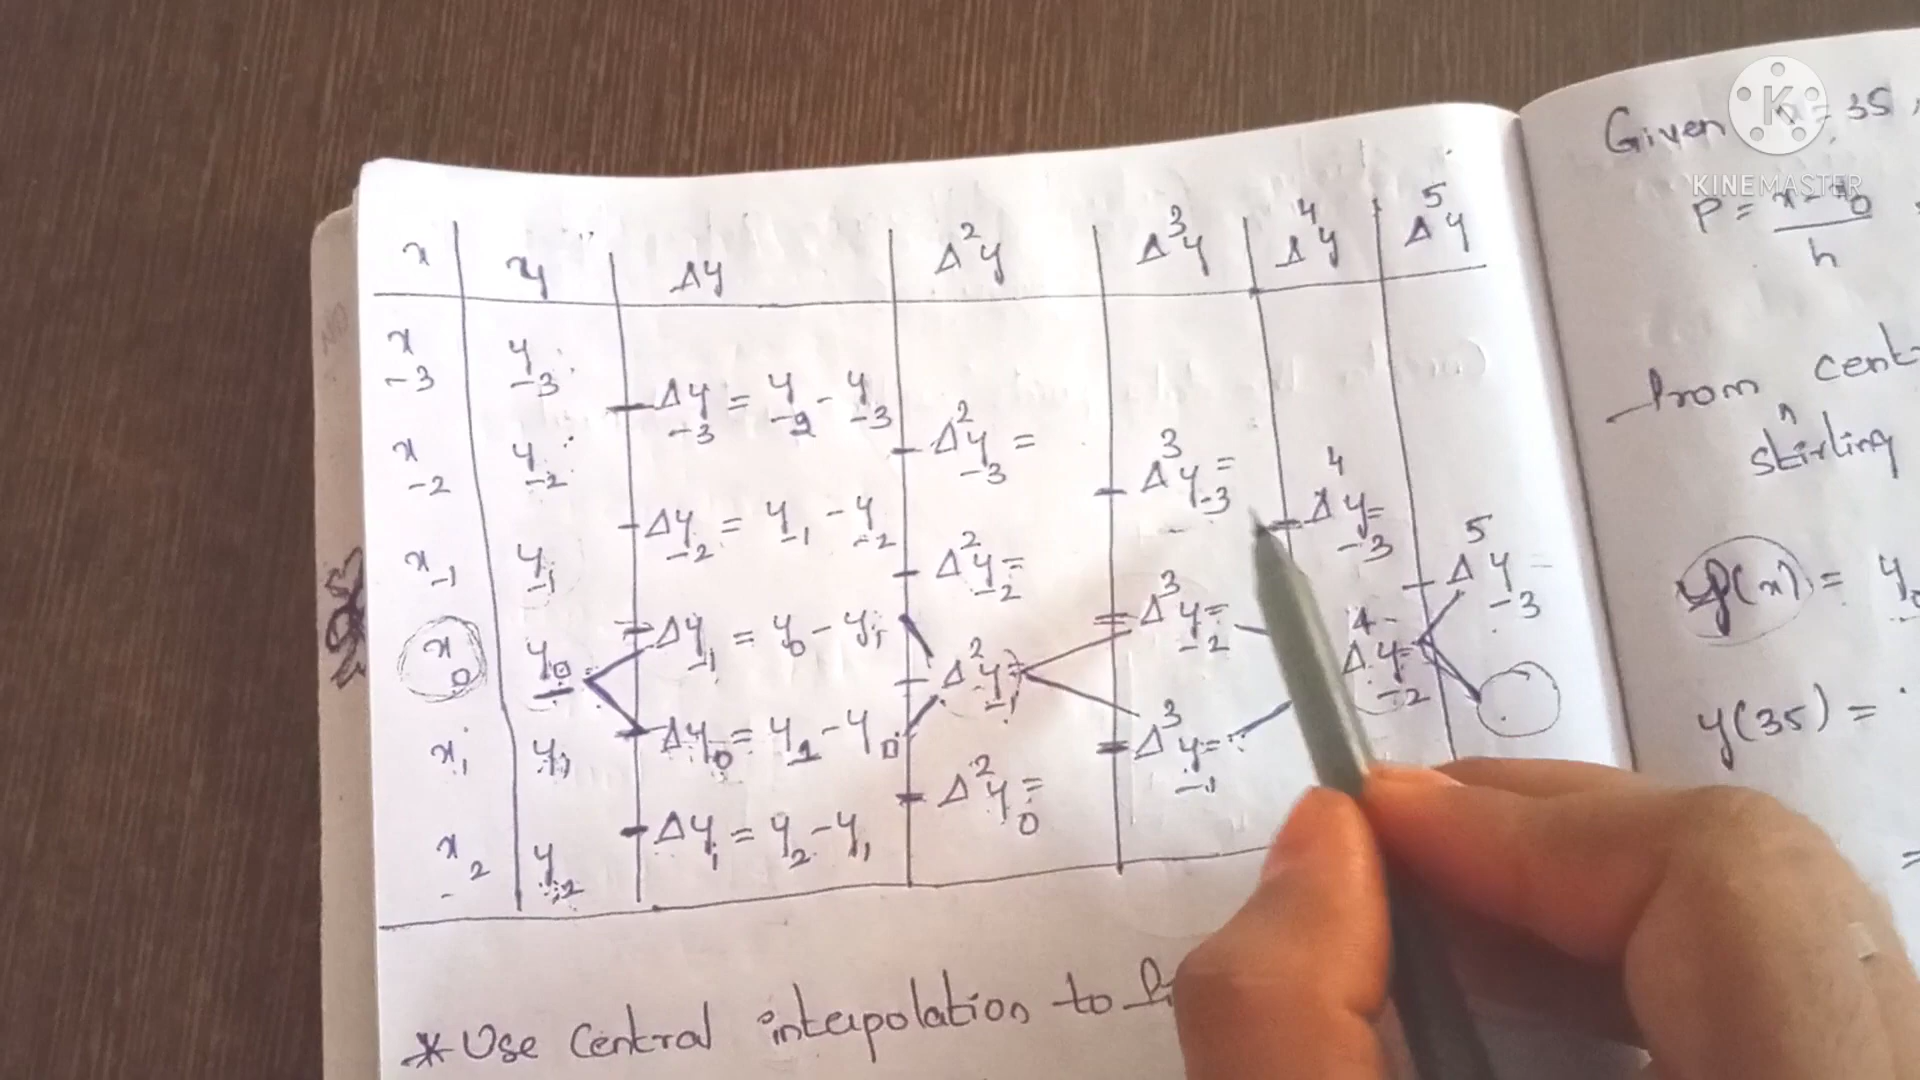 x y Δy Δ²y Δ³y Δ⁴y Δ⁵y
x₋₃ y₋₃
Δy₋₃ = y₋₂ - y₋₃
Δ²y₋₃ =
x₋₂ y₋₂
Δ³y₋₃ =
Δy₋₂ = y₋₁ - y₋₂
Δ⁴y₋₃ =
x₋₁ y₋₁
Δ²y₋₂ =
Δ⁵y₋₃ =
Δy₋₁ = y₀ - y₋₁
Δ³y₋₂ =
x₀ y₀
Δ²y₋₁ =
Δ⁴y₋₂ =
Δy₀ = y₁ - y₀
Δ³y₋₁ =
x₁ y₁
Δ²y₀ =
Δy₁ = y₂ - y₁
x₂ y₂
* Use Central interpolation to
Given x = 35,
P = x - x₀ / h
from cent
stirling
y(x) = y₀
y(35) =
=
KINEMASTER